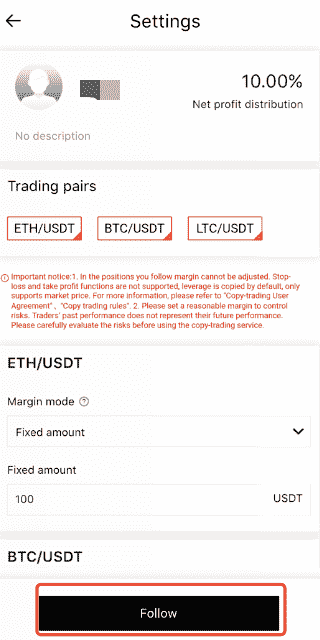 Settings
10.00%
Net profit distribution
No description
Trading pairs
ETH/USDT BTC/USDT LTC/USDT
Important notice:1. In the positions you follow margin cannot be adjusted. Stop-
loss and take profit functions are not supported, leverage is copied by default, only
supports market price. For more information, please refer to "Copy-trading User
Agreement" 、 "Copy trading rules". 2. Please set a reasonable margin to control
risks. Traders' past performance does not represent their future performance.
Please carefully evaluate the risks before using the copy-trading service.
ETH/USDT
Margin mode ?
Fixed amount
Fixed amount
100 USDT
BTC/USDT
Follow